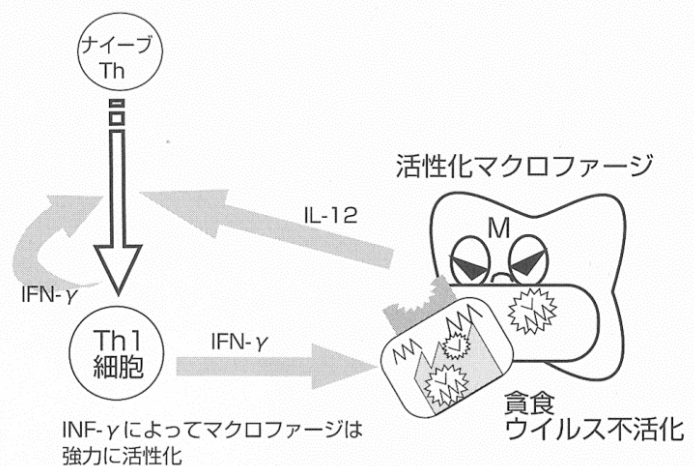 ナイーブ
Th
活性化マクロファージ
IL-12
M
IFN-γ
Th1
細胞
IFN-γ
貪食
ウイルス不活化
INF-γによってマクロファージは
強力に活性化